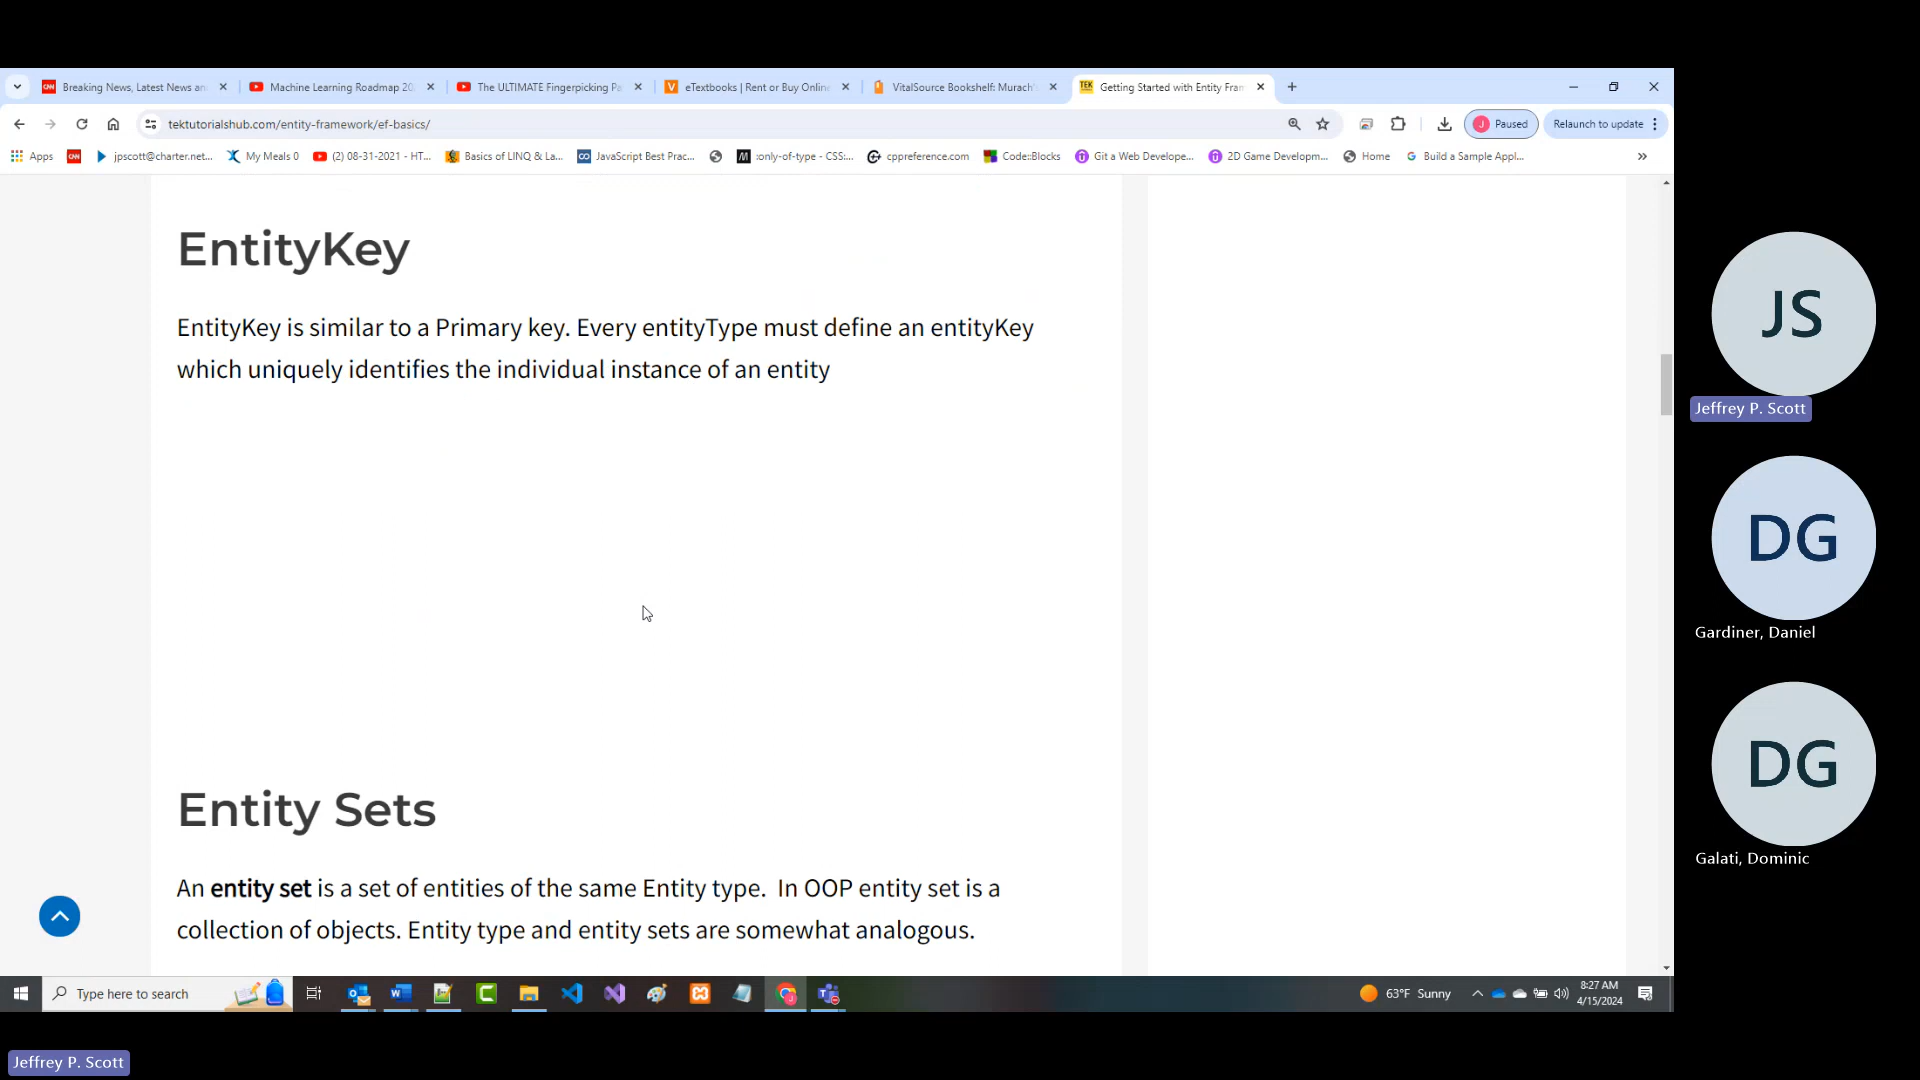 Breaking News, Latest News an
Machine Learning Roadmap 20
The ULTIMATE Fingerpicking Pa
eTextbooks | Rent or Buy Online
VitalSource Bookshelf: Murach'
TEK
Getting Started with Entity Fram
tektutorialshub.com/entity-framework/ef-basics/
J
Paused
Relaunch to update
Apps
jpscott@charter.net...
My Meals 0
(2) 08-31-2021 - HT...
Basics of LINQ & La...
JavaScript Best Prac...
:only-of-type - CSS:...
cppreference.com
Code::Blocks
Git a Web Develope...
2D Game Developm...
Home
Build a Sample Appl...
EntityKey
EntityKey is similar to a Primary key. Every entityType must define an entityKey
which uniquely identifies the individual instance of an entity
Entity Sets
An entity set is a set of entities of the same Entity type. In OOP entity set is a
collection of objects. Entity type and entity sets are somewhat analogous.
JS
Jeffrey P. Scott
DG
Gardiner, Daniel
DG
Galati, Dominic
Type here to search
63°F Sunny
8:27 AM
4/15/2024
Jeffrey P. Scott